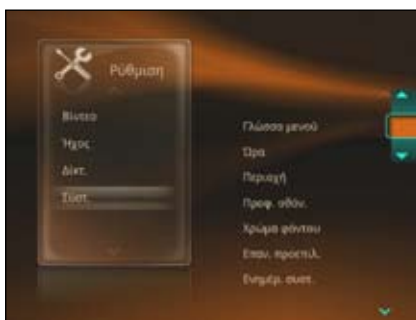 Ρύθμιση
Βίντεο
Ήχος
Δίκτ.
Σύστ.
Γλώσσα μενού
Ώρα
Περιοχή
Προφ. οθόν.
Χρώμα φόντου
Επαν. προεπιλ.
Ενημέρ. συστ.